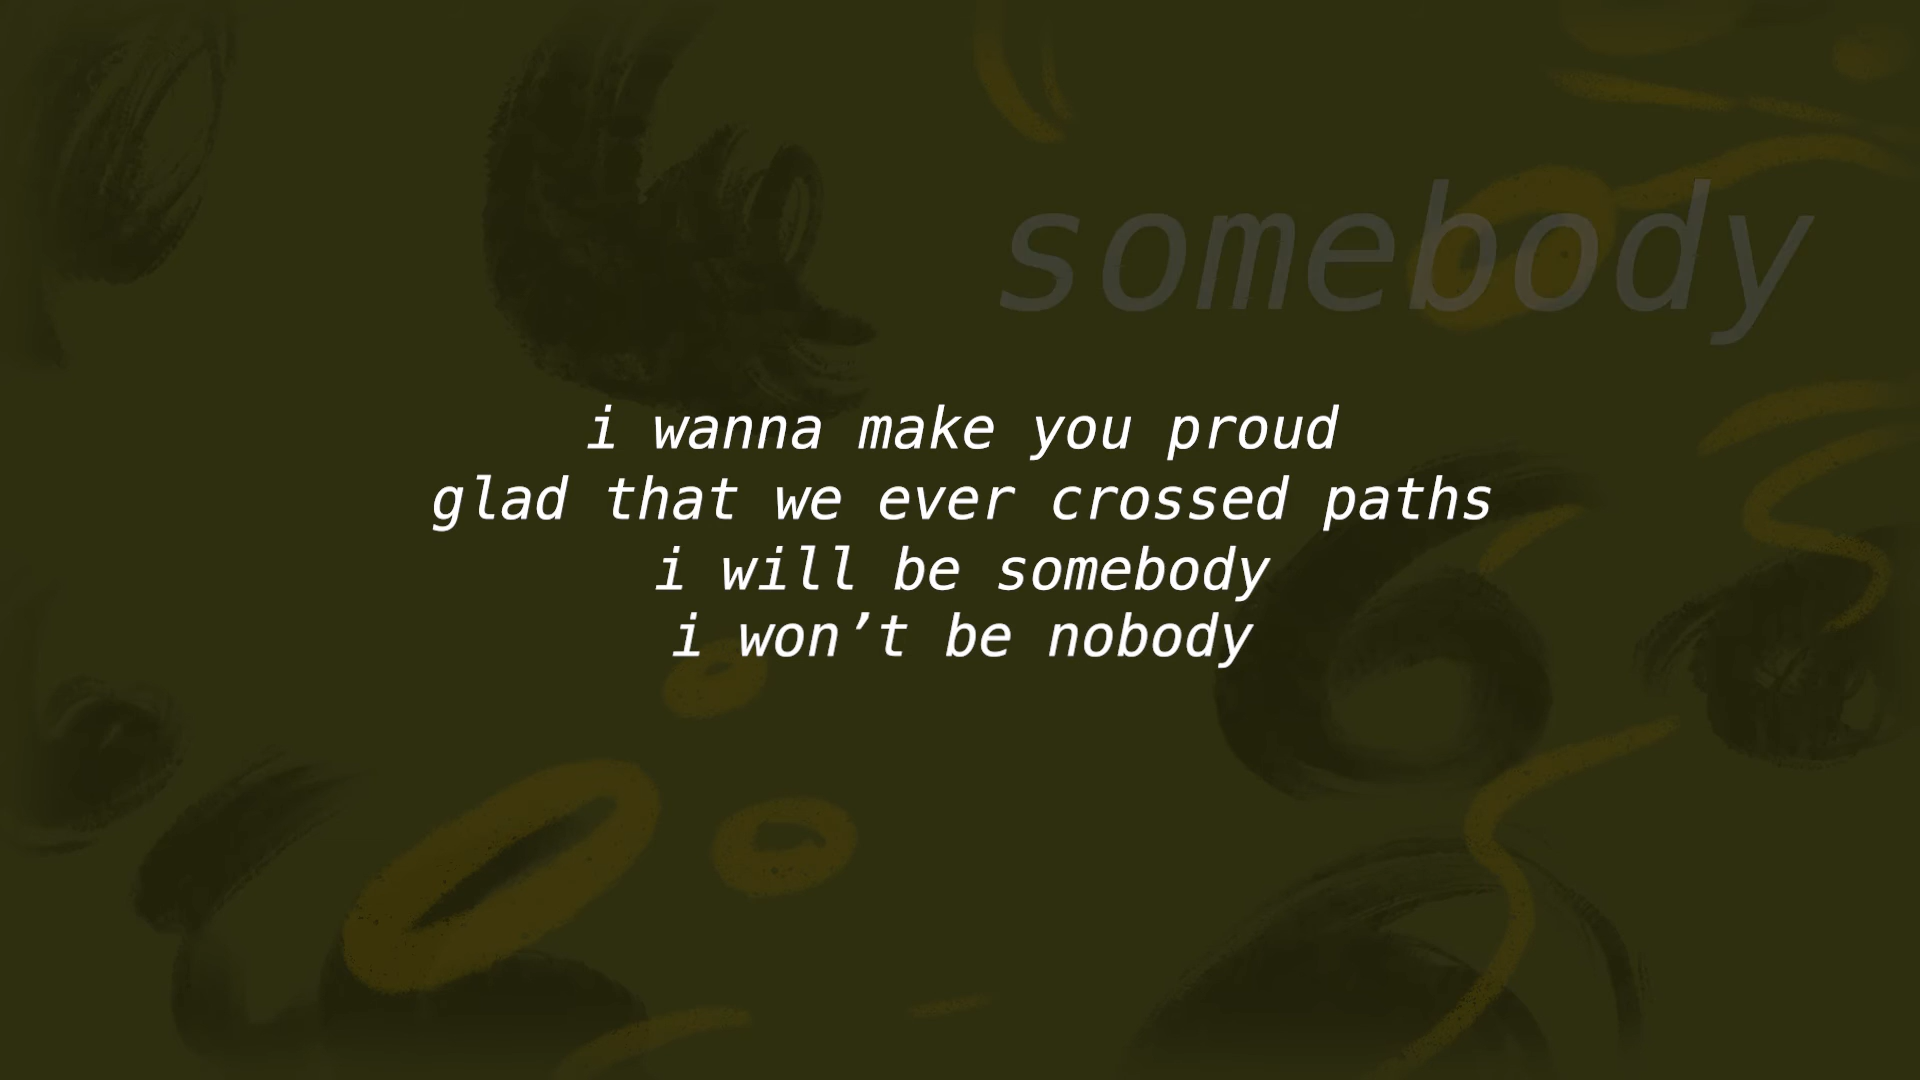 somebody
i wanna make you proud
glad that we ever crossed paths
i will be somebody
i won’t be nobody